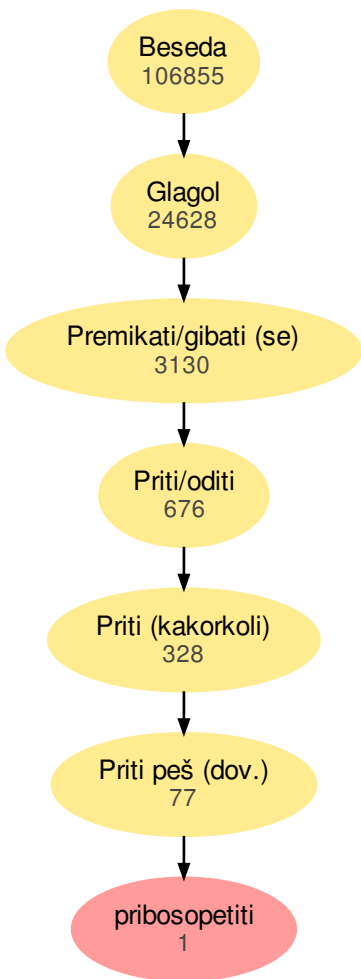 Beseda
106855
Glagol
24628
Premikati/gibati (se)
3130
Priti/oditi
676
Priti (kakorkoli)
328
Priti peš (dov.)
77
pribosopetiti
1